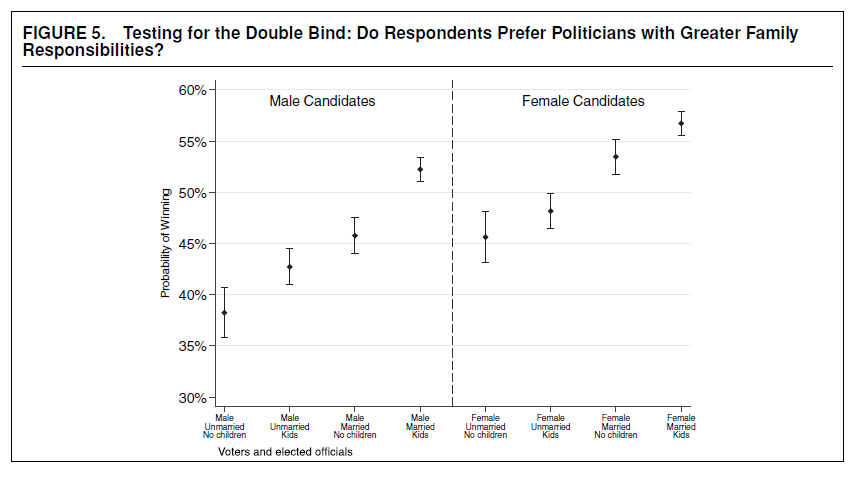 FIGURE 5. Testing for the Double Bind: Do Respondents Prefer Politicians with Greater Family
Responsibilities?
Male Candidates
Female Candidates
Probability of Winning
60%
55%
50%
45%
40%
35%
30%
Male
Unmarried
No children
Male
Unmarried
Kids
Male
Married
No children
Male
Married
Kids
Female
Unmarried
No children
Female
Unmarried
Kids
Female
Married
No children
Female
Married
Kids
Voters and elected officials